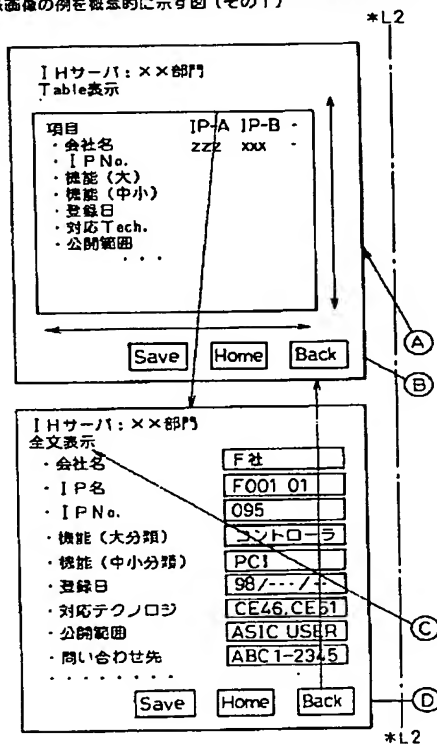 画像の例を概念的に示す図（その1）
*L2
IHサーバ：××部門
Table表示
項目 IP-A IP-B -
・会社名 zzz xxx -
・IPNo.
・機能（大）
・機能（中小）
・登録日
・対応Tech.
・公開範囲
・・・
Save Home Back
A
B
IHサーバ：××部門
全文表示
・会社名 F社
・IP名 F001 01
・IPNo. 095
・機能（大分類） コントローラ
・機能（中小分類） PCI
・登録日 98/---/--
・対応テクノロジ CE46,CE51
・公開範囲 ASIC USER
・問い合わせ先 ABC1-2345
・・・・・・・・
Save Home Back
C
D
*L2